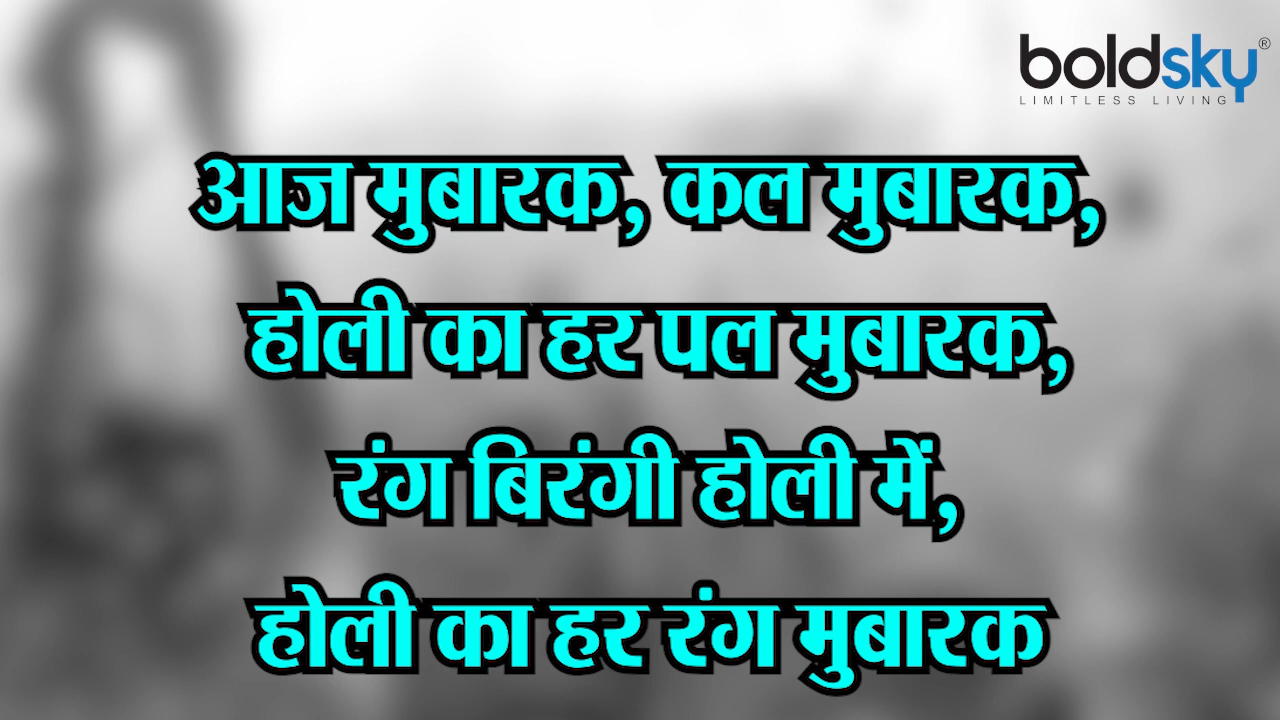 boldsky®
LIMITLESS LIVING
आज मुबारक, कल मुबारक,
होली का हर पल मुबारक,
रंग बिरंगी होली में,
होली का हर रंग मुबारक